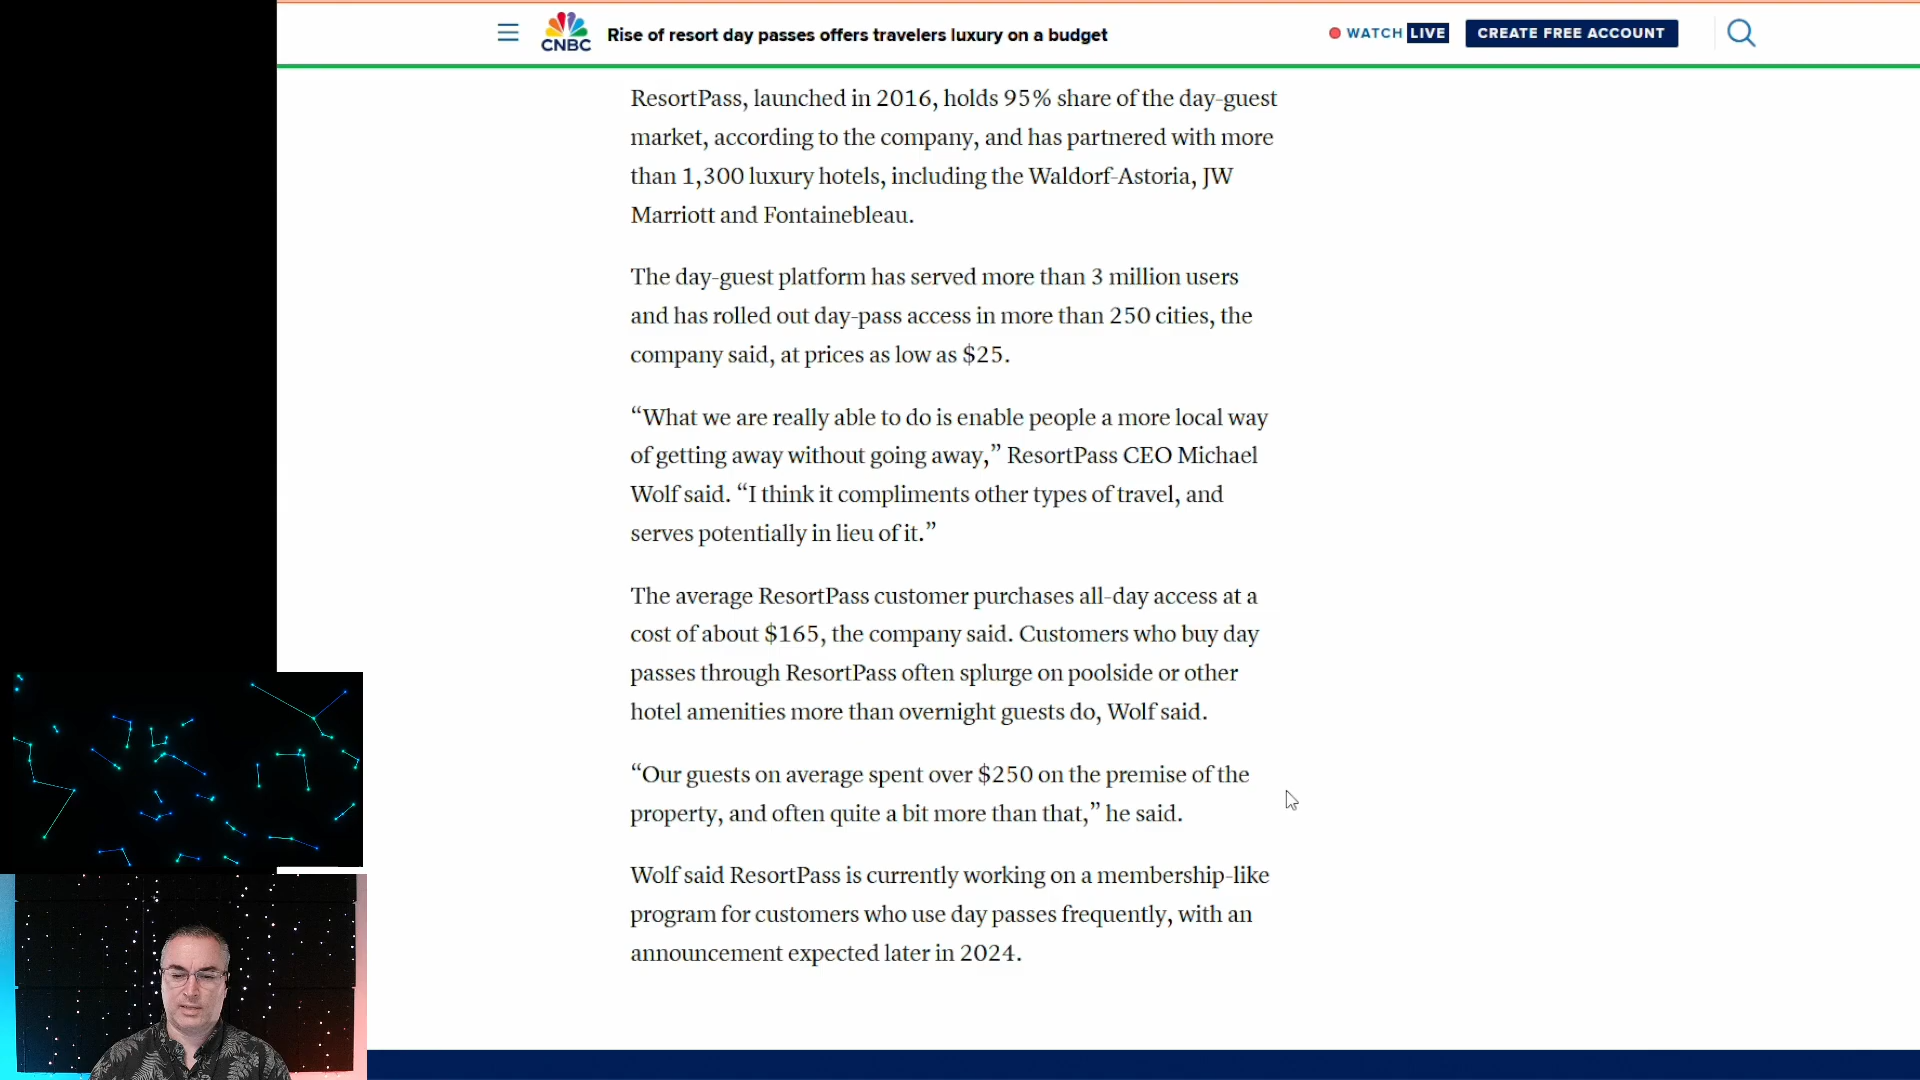 CNBC
Rise of resort day passes offers travelers luxury on a budget
WATCH LIVE
CREATE FREE ACCOUNT
ResortPass, launched in 2016, holds 95% share of the day-guest
market, according to the company, and has partnered with more
than 1,300 luxury hotels, including the Waldorf-Astoria, JW
Marriott and Fontainebleau.
The day-guest platform has served more than 3 million users
and has rolled out day-pass access in more than 250 cities, the
company said, at prices as low as $25.
“What we are really able to do is enable people a more local way
of getting away without going away,” ResortPass CEO Michael
Wolf said. “I think it compliments other types of travel, and
serves potentially in lieu of it.”
The average ResortPass customer purchases all-day access at a
cost of about $165, the company said. Customers who buy day
passes through ResortPass often splurge on poolside or other
hotel amenities more than overnight guests do, Wolf said.
“Our guests on average spent over $250 on the premise of the
property, and often quite a bit more than that,” he said.
Wolf said ResortPass is currently working on a membership-like
program for customers who use day passes frequently, with an
announcement expected later in 2024.